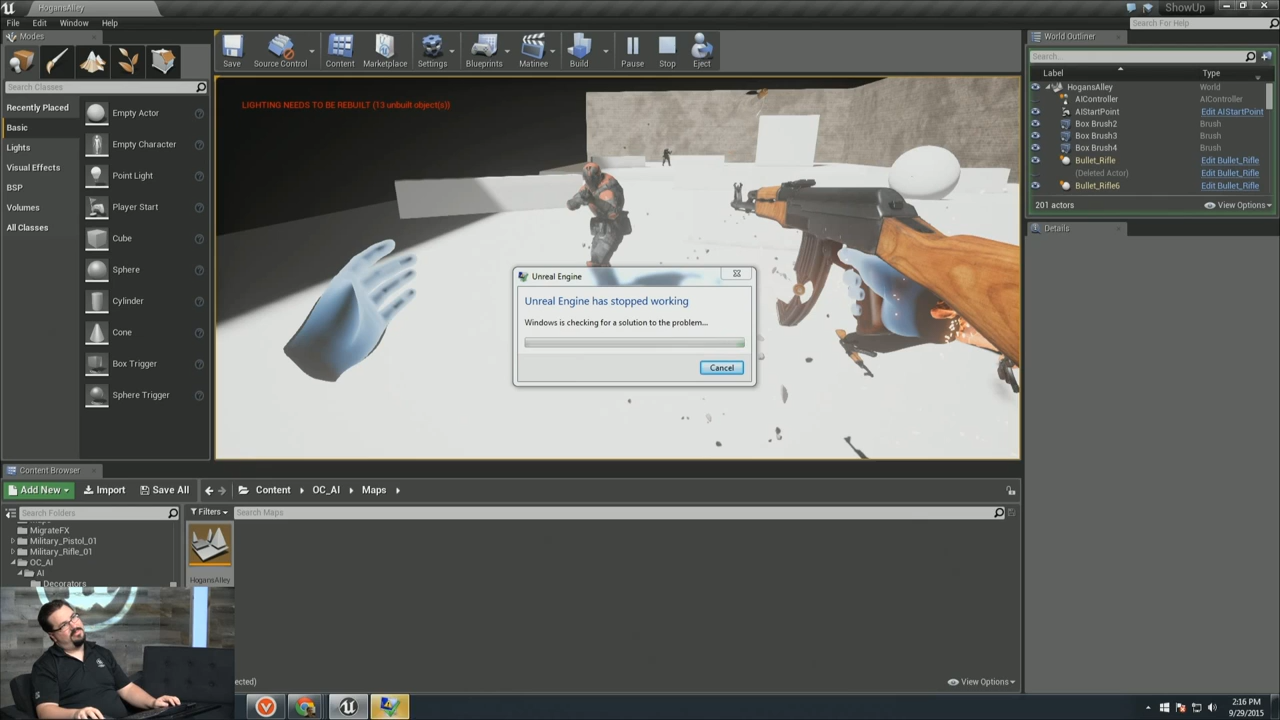 HogansAlley
ShowUp
File Edit Window Help
Search For Help
Modes
Search Classes
Recently Placed
Basic
Lights
Visual Effects
BSP
Volumes
All Classes
Empty Actor
Empty Character
Point Light
Player Start
Cube
Sphere
Cylinder
Cone
Box Trigger
Sphere Trigger
Save Source Control Content Marketplace Settings Blueprints Matinee Build Pause Stop Eject
LIGHTING NEEDS TO BE REBUILT (13 unbuilt object(s))
Unreal Engine
Unreal Engine has stopped working
Windows is checking for a solution to the problem...
Cancel
World Outliner
Search...
Label Type
HogansAlley World
AIController AIController
AIStartPoint Edit AIStartPoint
Box Brush2 Brush
Box Brush3 Brush
Box Brush4 Brush
Bullet_Rifle Edit Bullet_Rifle
(Deleted Actor) Edit Bullet_Rifle
Bullet_Rifle6 Edit Bullet_Rifle
201 actors View Options
Details
Content Browser
Add New Import Save All Content OC_AI Maps
Search Folders Filters Search Maps
MigrateFX
Military_Pistol_01
Military_Rifle_01
OC_AI
AI
Decorators
HogansAlley
ected) View Options
2:16 PM
9/29/2015